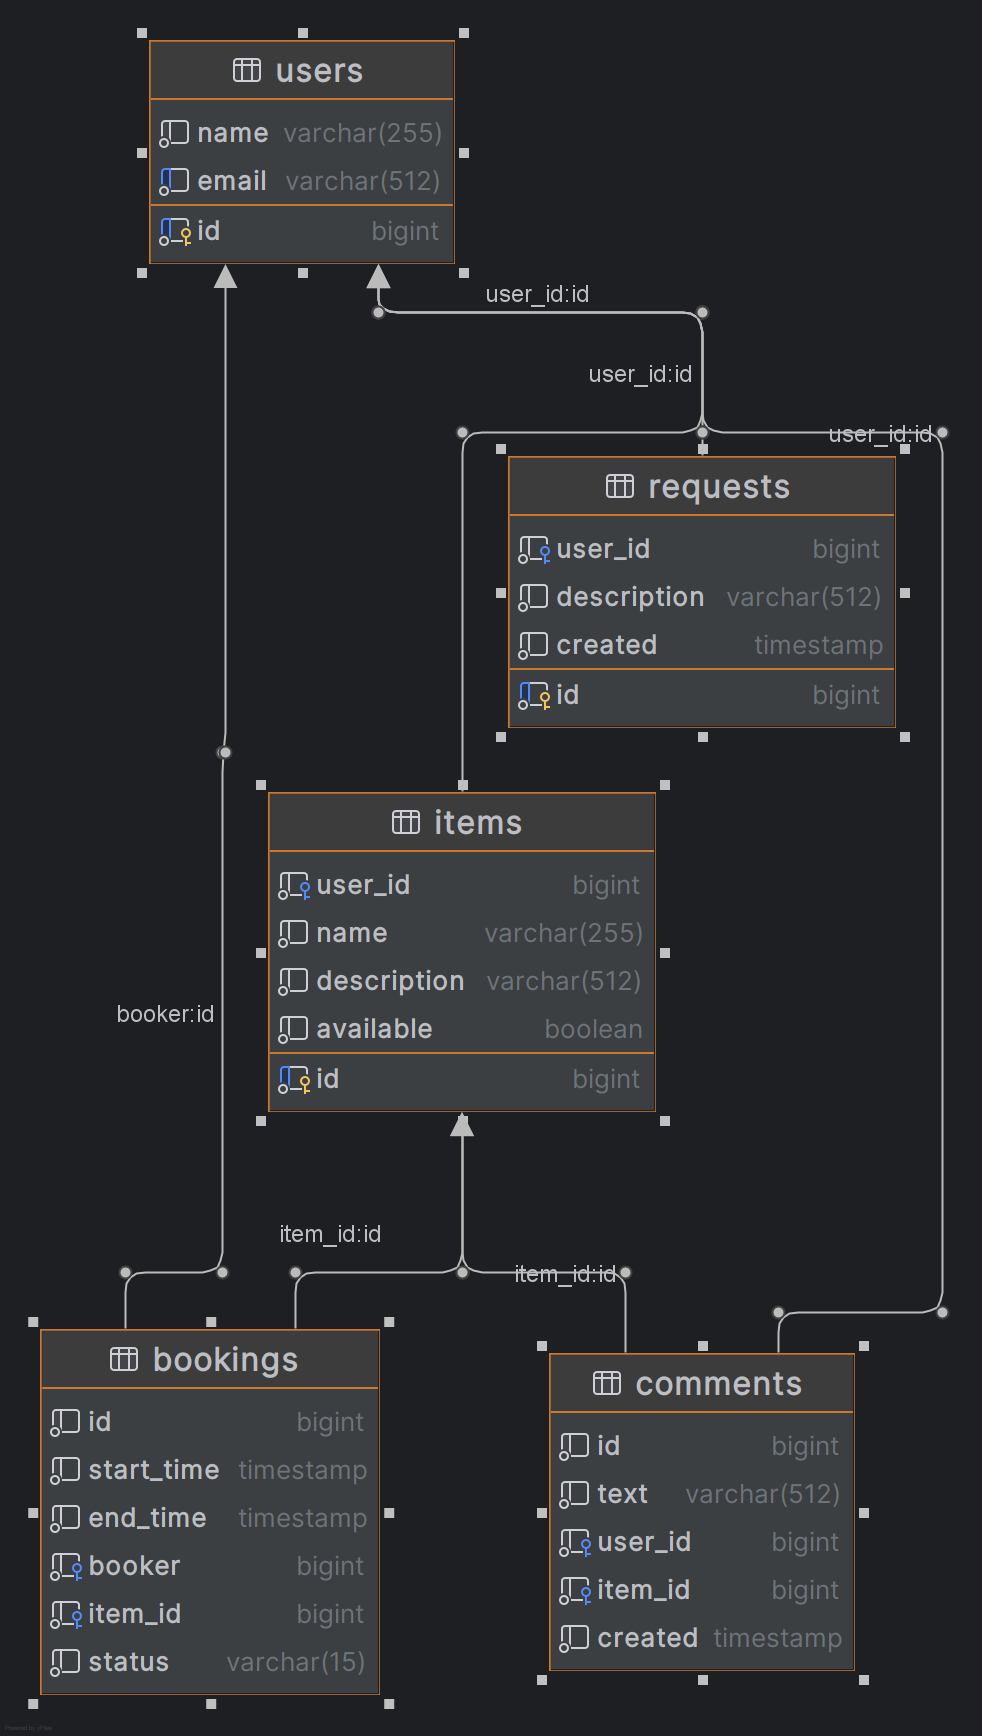 users
name varchar(255)
email varchar(512)
id bigint
user_id:id
user_id:id
user_id:id
requests
user_id bigint
description varchar(512)
created timestamp
id bigint
items
user_id bigint
name varchar(255)
description varchar(512)
available boolean
id bigint
booker:id
item_id:id
item_id:id
bookings
id bigint
start_time timestamp
end_time timestamp
booker bigint
item_id bigint
status varchar(15)
comments
id bigint
text varchar(512)
user_id bigint
item_id bigint
created timestamp
Powered by yFiles